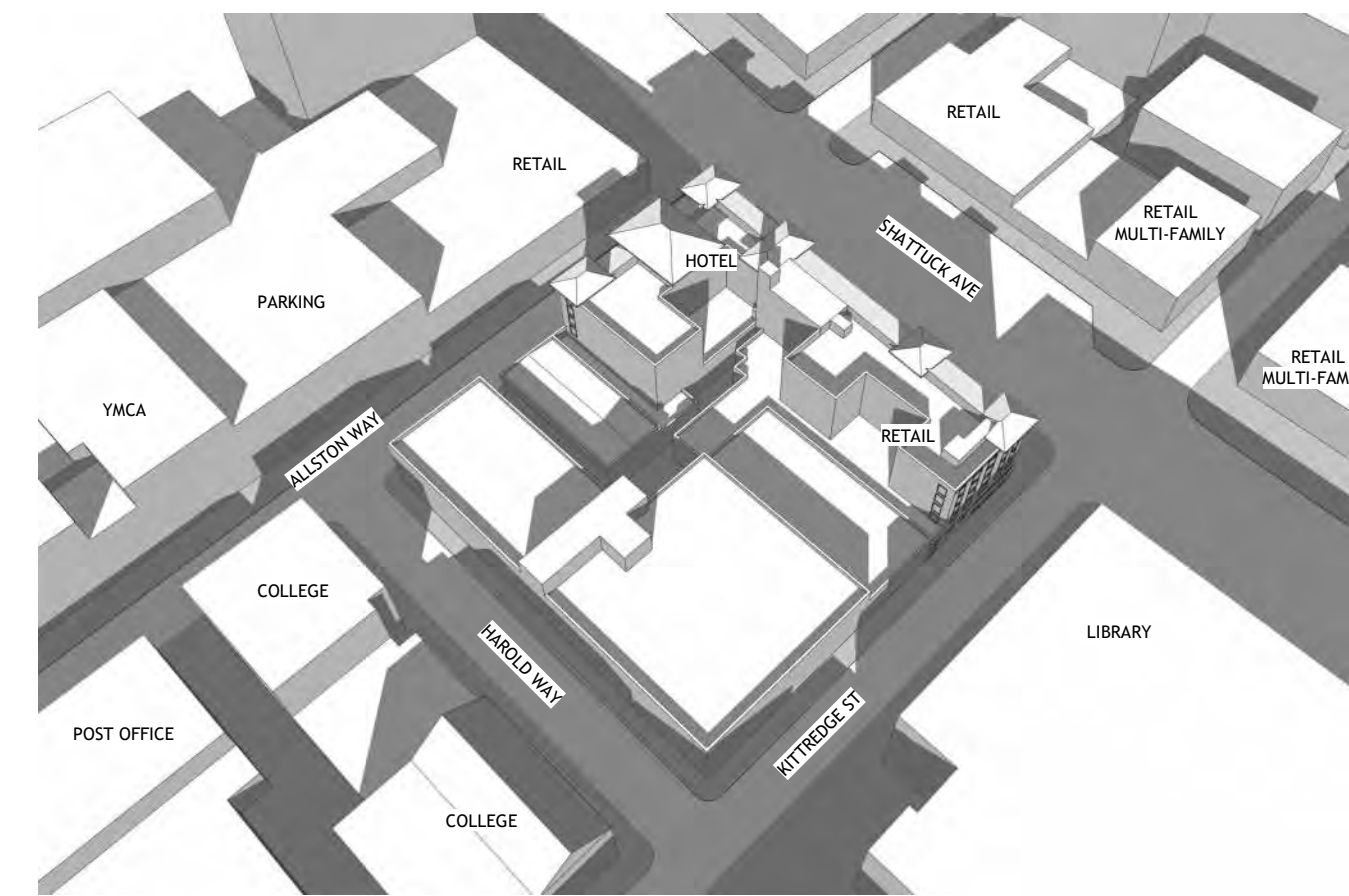 RETAIL
RETAIL
RETAIL
MULTI-FAMILY
SHATTUCK AVE
HOTEL
PARKING
RETAIL
MULTI-FAM
YMCA
RETAIL
ALLSTON WAY
COLLEGE
LIBRARY
HAROLD WAY
KITTREDGE ST
POST OFFICE
COLLEGE